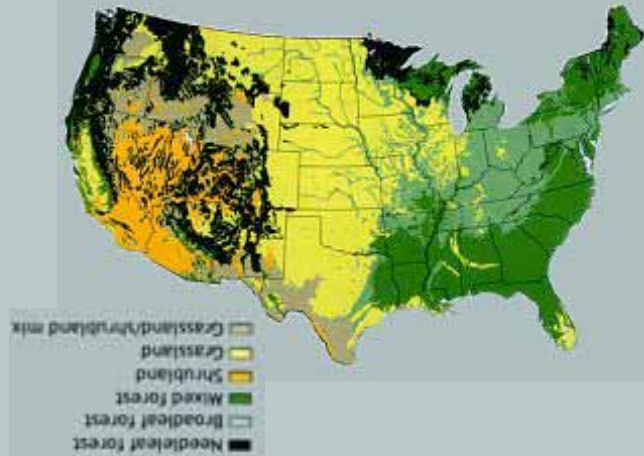 Needleleaf forest
Broadleaf forest
Mixed forest
Shrubland
Grassland
Grassland/shrubland mix